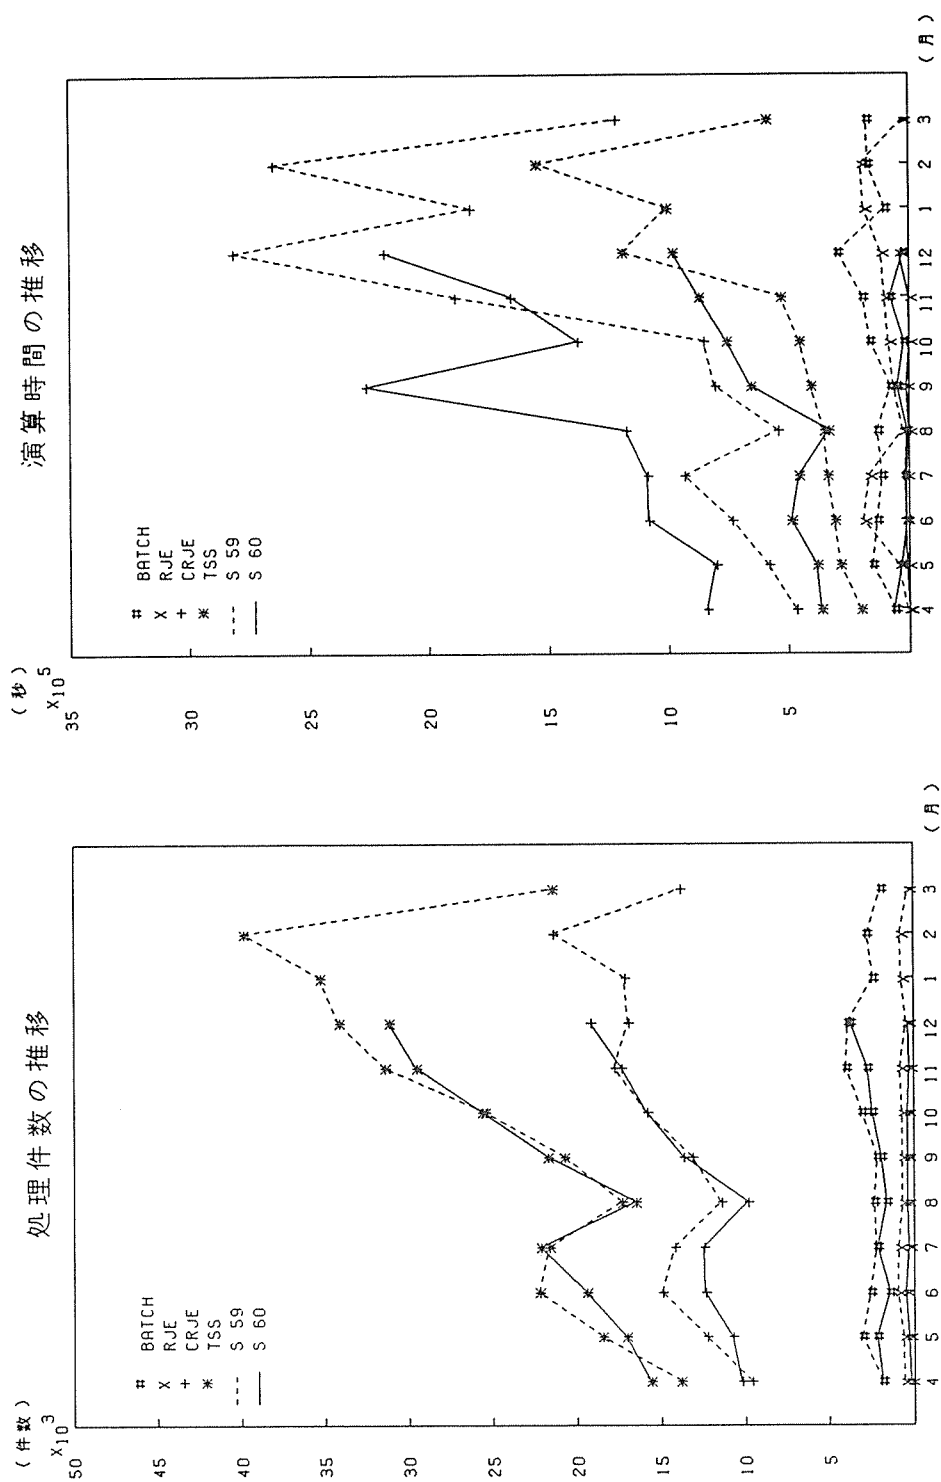 処理件数の推移
(件数)
X10 3
50
45
40
35
30
25
20
15
10
5
# BATCH
X RJE
+ CRJE
* TSS
---- S 59
—— S 60
4 5 6 7 8 9 10 11 12 1 2 3 (月)
演算時間の推移
(秒)
X10 5
35
30
25
20
15
10
5
# BATCH
X RJE
+ CRJE
* TSS
---- S 59
—— S 60
4 5 6 7 8 9 10 11 12 1 2 3 (月)